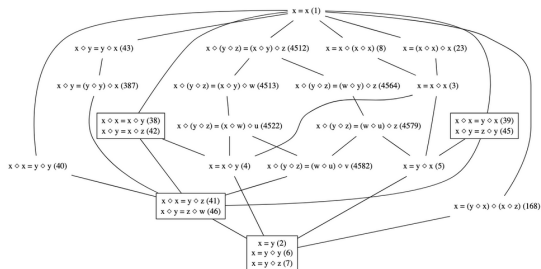 x = x (1)
x ◇ y = y ◇ x (43)
x ◇ (y ◇ z) = (x ◇ y) ◇ z (4512)
x = x ◇ (x ◇ x) (8)
x = (x ◇ x) ◇ x (23)
x ◇ y = (y ◇ y) ◇ x (387)
x ◇ (y ◇ z) = (x ◇ y) ◇ w (4513)
x ◇ (y ◇ z) = (w ◇ y) ◇ z (4564)
x = x ◇ x (3)
x ◇ x = x ◇ y (38)
x ◇ y = x ◇ z (42)
x ◇ (y ◇ z) = (x ◇ w) ◇ u (4522)
x ◇ (y ◇ z) = (w ◇ u) ◇ z (4579)
x ◇ x = y ◇ x (39)
x ◇ y = z ◇ y (45)
x ◇ x = y ◇ y (40)
x = x ◇ y (4)
x ◇ (y ◇ z) = (w ◇ u) ◇ v (4582)
x = y ◇ x (5)
x ◇ x = y ◇ z (41)
x ◇ y = z ◇ w (46)
x = (y ◇ x) ◇ (x ◇ z) (168)
x = y (2)
x = y ◇ y (6)
x = y ◇ z (7)